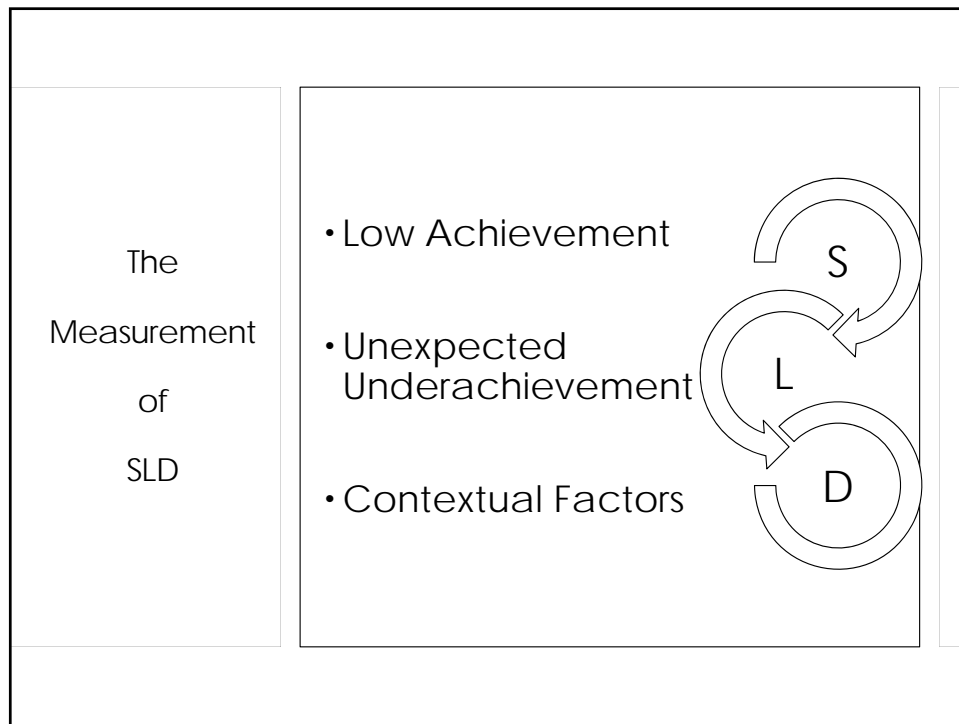 The
Measurement
of
SLD
• Low Achievement
• Unexpected
Underachievement
• Contextual Factors
S
L
D